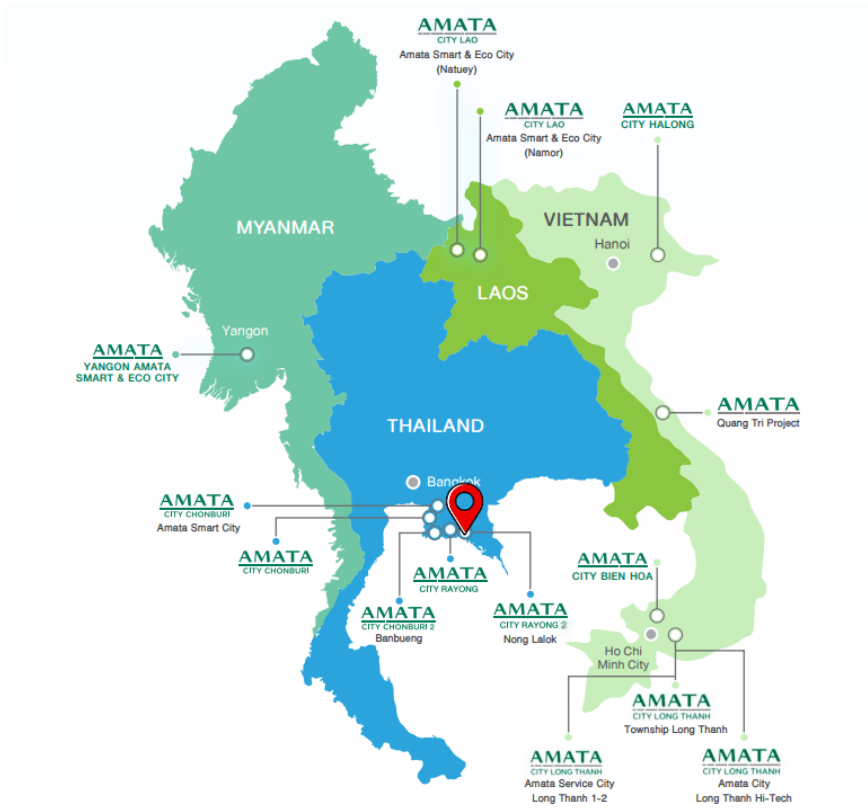 AMATA
CITY LAO
Amata Smart & Eco City
(Natuey)
AMATA
CITY LAO
Amata Smart & Eco City
(Namor)
AMATA
CITY HALONG
MYANMAR
VIETNAM
Hanoi
LAOS
Yangon
AMATA
YANGON AMATA
SMART & ECO CITY
THAILAND
AMATA
Quang Tri Project
Bangkok
AMATA
CITY CHONBURI
Amata Smart City
AMATA
CITY CHONBURI
AMATA
CITY RAYONG
AMATA
CITY CHONBURI 2
Banbueng
AMATA
CITY RAYONG 2
Nong Lalok
AMATA
CITY BIEN HOA
Ho Chi
Minh City
AMATA
CITY LONG THANH
Township Long Thanh
AMATA
CITY LONG THANH
Amata Service City
Long Thanh 1-2
AMATA
CITY LONG THANH
Amata City
Long Thanh Hi-Tech